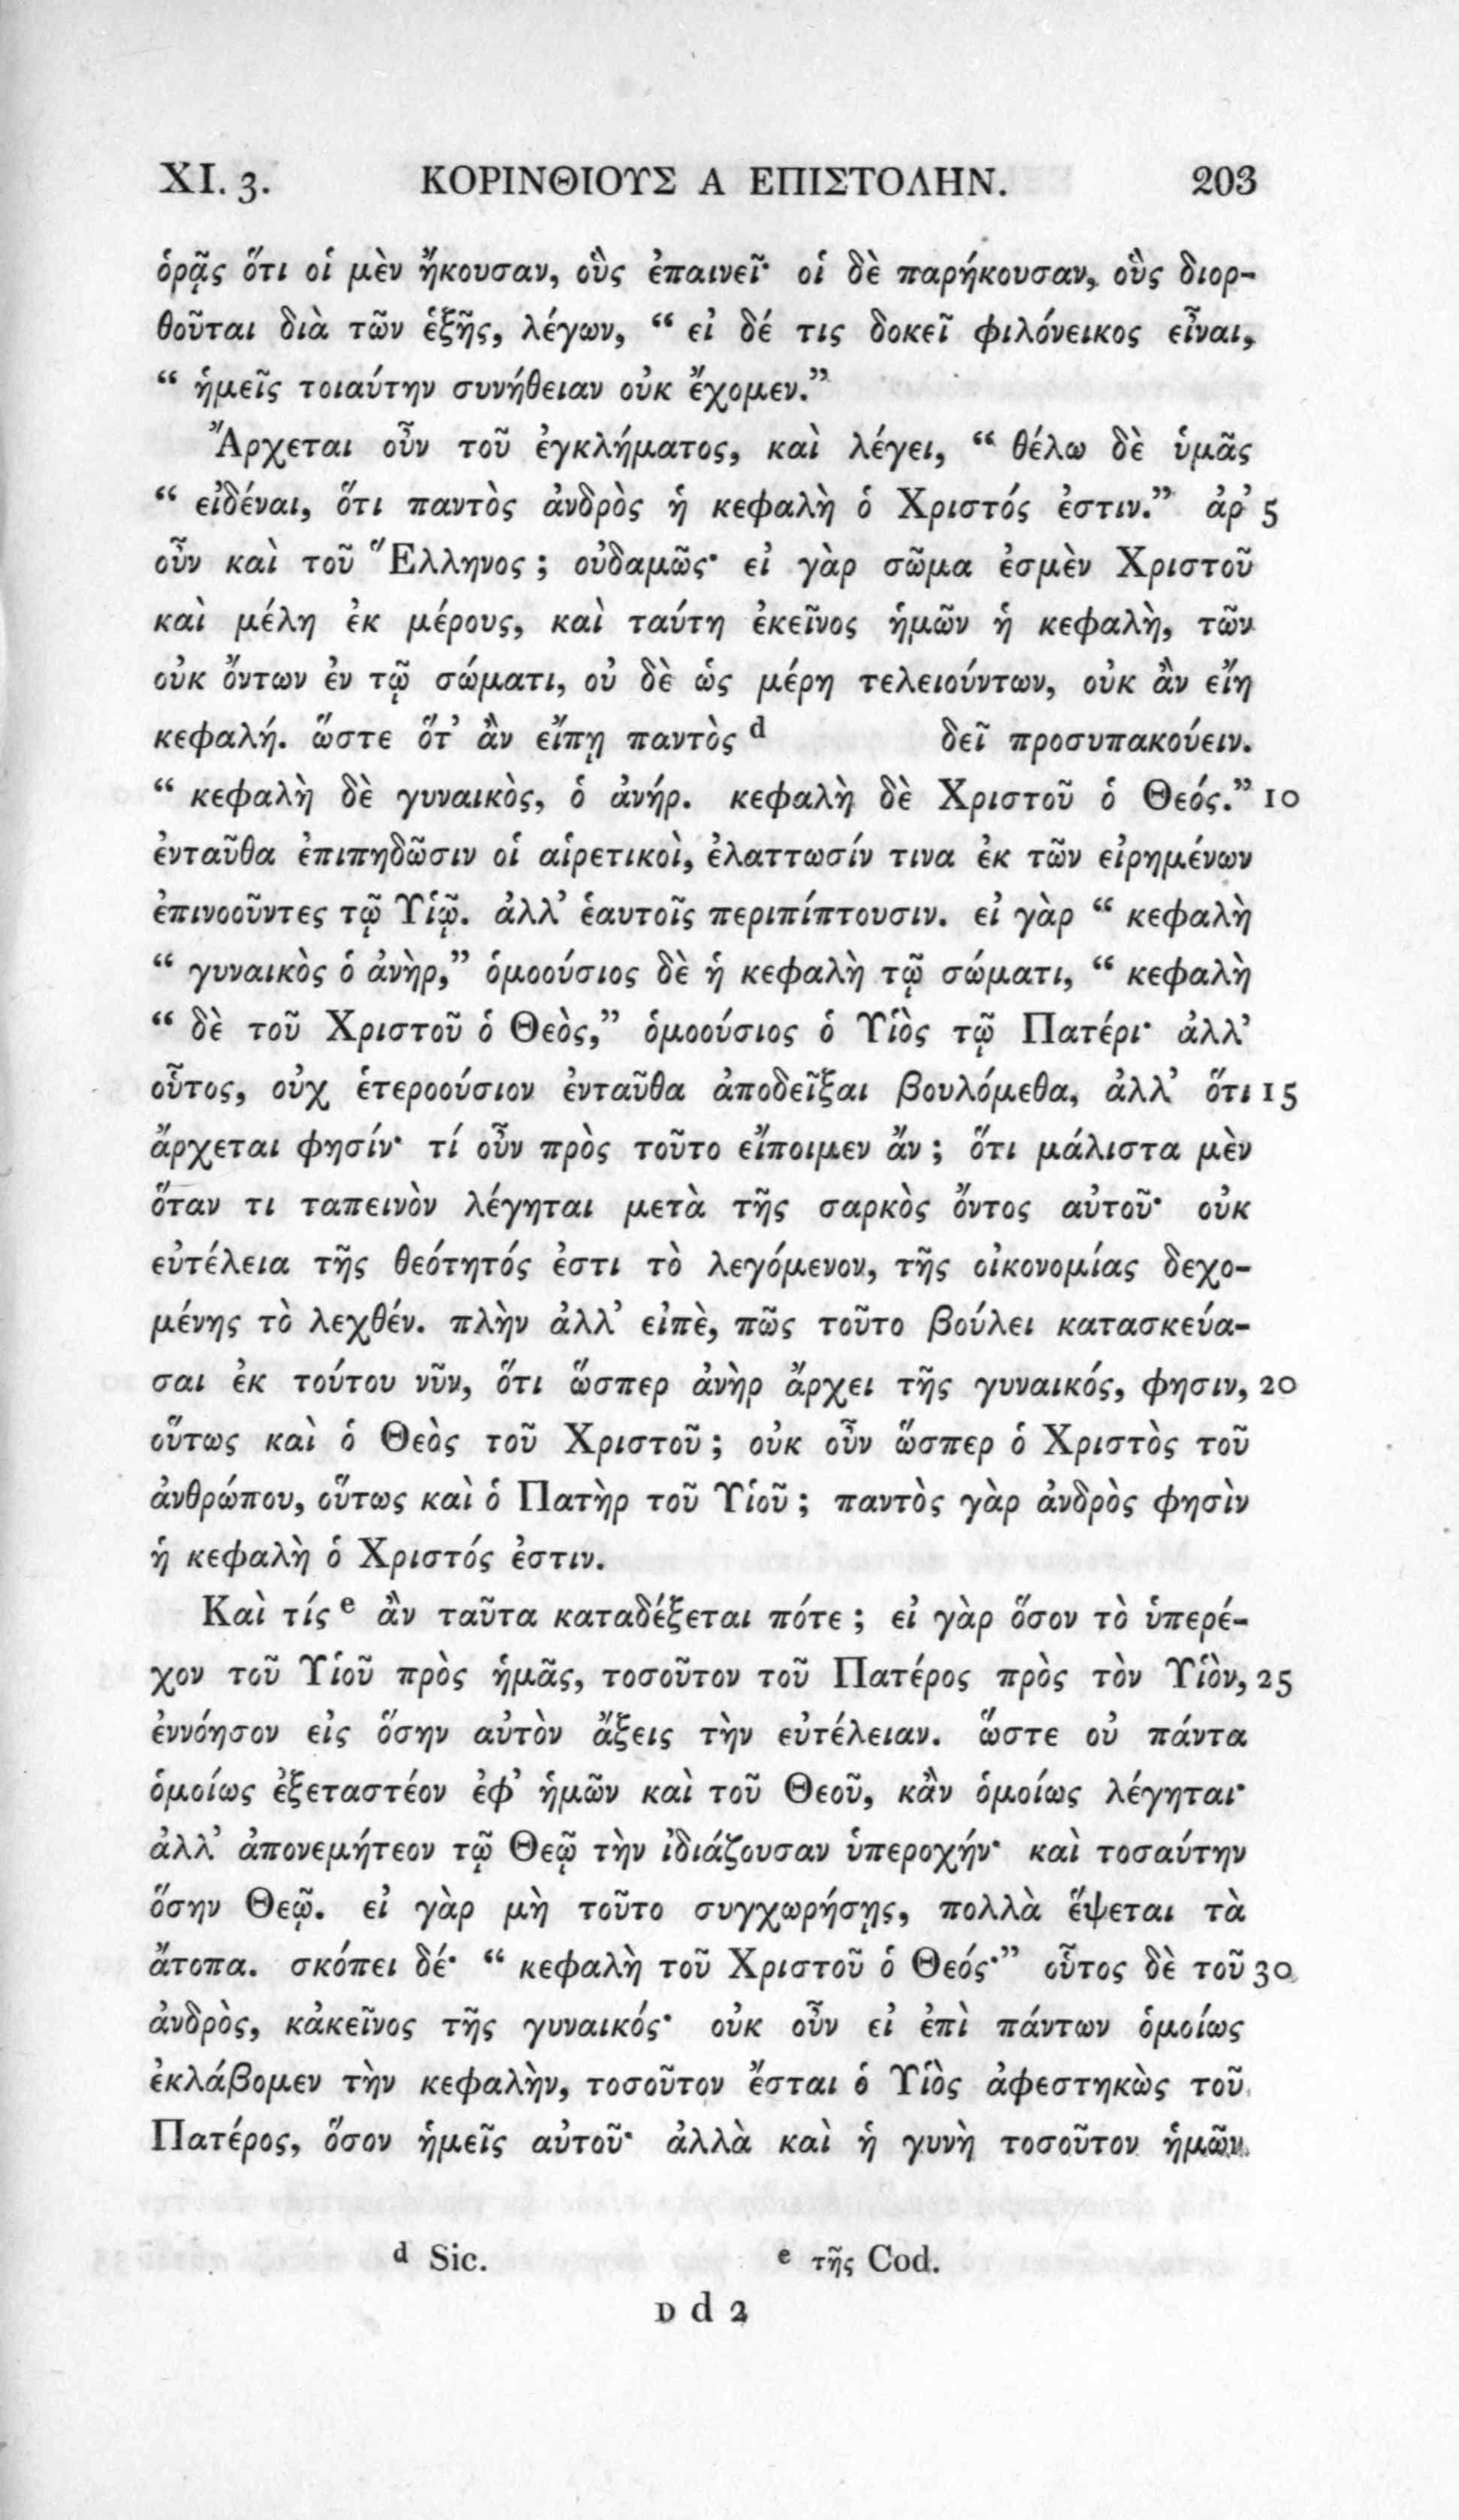 XI. 3. ΚΟΡΙΝΘΙΟΥΣ Α ΕΠΙΣΤΟΛΗΝ. 203
ὁρᾷς ὅτι οἱ μὲν ἤκουσαν, οὓς ἐπαινεῖ· οἱ δὲ παρήκουσαν, οὓς διορ-
θοῦται διὰ τῶν ἑξῆς, λέγων, “ εἰ δέ τις δοκεῖ φιλόνεικος εἶναι,
“ ἡμεῖς τοιαύτην συνήθειαν οὐκ ἔχομεν.”
Ἄρχεται οὖν τοῦ ἐγκλήματος, καὶ λέγει, “ θέλω δὲ ὑμᾶς
“ εἰδέναι, ὅτι παντὸς ἀνδρὸς ἡ κεφαλὴ ὁ Χριστός ἐστιν.” ἀρ’ 5
οὖν καὶ τοῦ Ἕλληνος ; οὐδαμῶς· εἰ γὰρ σῶμα ἐσμὲν Χριστοῦ
καὶ μέλη ἐκ μέρους, καὶ ταύτη ἐκεῖνος ἡμῶν ἡ κεφαλὴ, τῶν
οὐκ ὄντων ἐν τῷ σώματι, οὐ δὲ ὡς μέρη τελειούντων, οὐκ ἂν εἴη
κεφαλή. ὥστε ὅτ’ ἂν εἴπῃ παντὸς d δεῖ προσυπακούειν.
“ κεφαλὴ δὲ γυναικὸς, ὁ ἀνήρ. κεφαλὴ δὲ Χριστοῦ ὁ Θεός.” 10
ἐνταῦθα ἐπιπηδῶσιν οἱ αἱρετικοὶ, ἐλαττωσίν τινα ἐκ τῶν εἰρημένων
ἐπινοοῦντες τῷ Υἱῷ. ἀλλ’ ἑαυτοῖς περιπίπτουσιν. εἰ γὰρ “ κεφαλὴ
“ γυναικὸς ὁ ἀνὴρ,” ὁμοούσιος δὲ ἡ κεφαλὴ τῷ σώματι, “ κεφαλὴ
“ δὲ τοῦ Χριστοῦ ὁ Θεὸς,” ὁμοούσιος ὁ Υἱὸς τῷ Πατέρι· ἀλλ’
οὗτος, οὐχ ἑτεροούσιον ἐνταῦθα ἀποδεῖξαι βουλόμεθα, ἀλλ’ ὅτι 15
ἄρχεται φησίν· τί οὖν πρὸς τοῦτο εἴποιμεν ἄν ; ὅτι μάλιστα μὲν
ὅταν τι ταπεινὸν λέγηται μετὰ τῆς σαρκὸς ὄντος αὐτοῦ· οὐκ
εὐτέλεια τῆς θεότητός ἐστι τὸ λεγόμενον, τῆς οἰκονομίας δεχο-
μένης τὸ λεχθέν. πλὴν ἀλλ’ εἰπὲ, πῶς τοῦτο βούλει κατασκευά-
σαι ἐκ τούτου νῦν, ὅτι ὥσπερ ἀνὴρ ἄρχει τῆς γυναικός, φησιν, 20
οὕτως καὶ ὁ Θεὸς τοῦ Χριστοῦ ; οὐκ οὖν ὥσπερ ὁ Χριστὸς τοῦ
ἀνθρώπου, οὕτως καὶ ὁ Πατὴρ τοῦ Υἱοῦ ; παντὸς γὰρ ἀνδρὸς φησὶν
ἡ κεφαλὴ ὁ Χριστός ἐστιν.
Καὶ τίς e ἂν ταῦτα καταδέξεται πότε ; εἰ γὰρ ὅσον τὸ ὑπερέ-
χον τοῦ Υἱοῦ πρὸς ἡμᾶς, τοσοῦτον τοῦ Πατέρος πρὸς τὸν Υἱὸν, 25
ἐννόησον εἰς ὅσην αὐτὸν ἄξεις τὴν εὐτέλειαν. ὥστε οὐ πάντα
ὁμοίως ἐξεταστέον ἐφ’ ἡμῶν καὶ τοῦ Θεοῦ, κἂν ὁμοίως λέγηται·
ἀλλ’ ἀπονεμήτεον τῷ Θεῷ τὴν ἰδιάζουσαν ὑπεροχήν· καὶ τοσαύτην
ὅσην Θεῷ. εἰ γὰρ μὴ τοῦτο συγχωρήσῃς, πολλὰ ἕψεται τὰ
ἄτοπα. σκόπει δέ· “ κεφαλὴ τοῦ Χριστοῦ ὁ Θεός·” οὗτος δὲ τοῦ 30
ἀνδρὸς, κἀκεῖνος τῆς γυναικός· οὐκ οὖν εἰ ἐπὶ πάντων ὁμοίως
ἐκλάβομεν τὴν κεφαλὴν, τοσοῦτον ἔσται ὁ Υἱὸς ἀφεστηκὼς τοῦ
Πατέρος, ὅσον ἡμεῖς αὐτοῦ· ἀλλὰ καὶ ἡ γυνὴ τοσοῦτον ἡμῶν
d Sic. e τῆς Cod.
D d 2